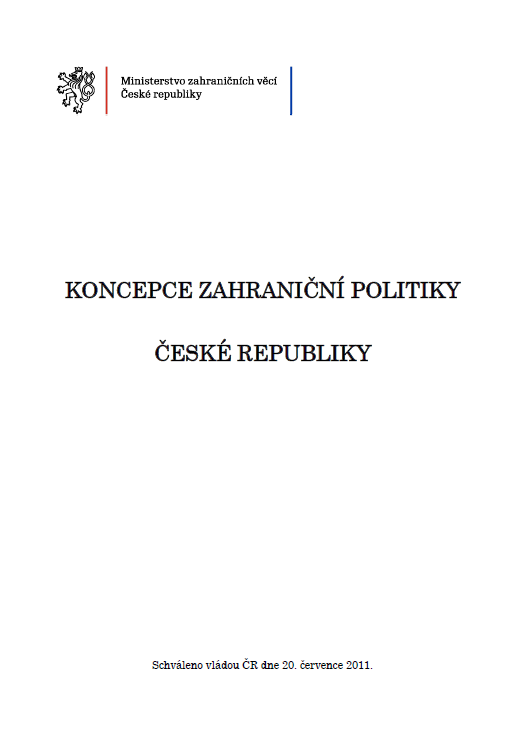 Ministerstvo zahraničních věcí
České republiky
KONCEPCE ZAHRANIČNÍ POLITIKY
ČESKÉ REPUBLIKY
Schváleno vládou ČR dne 20. července 2011.